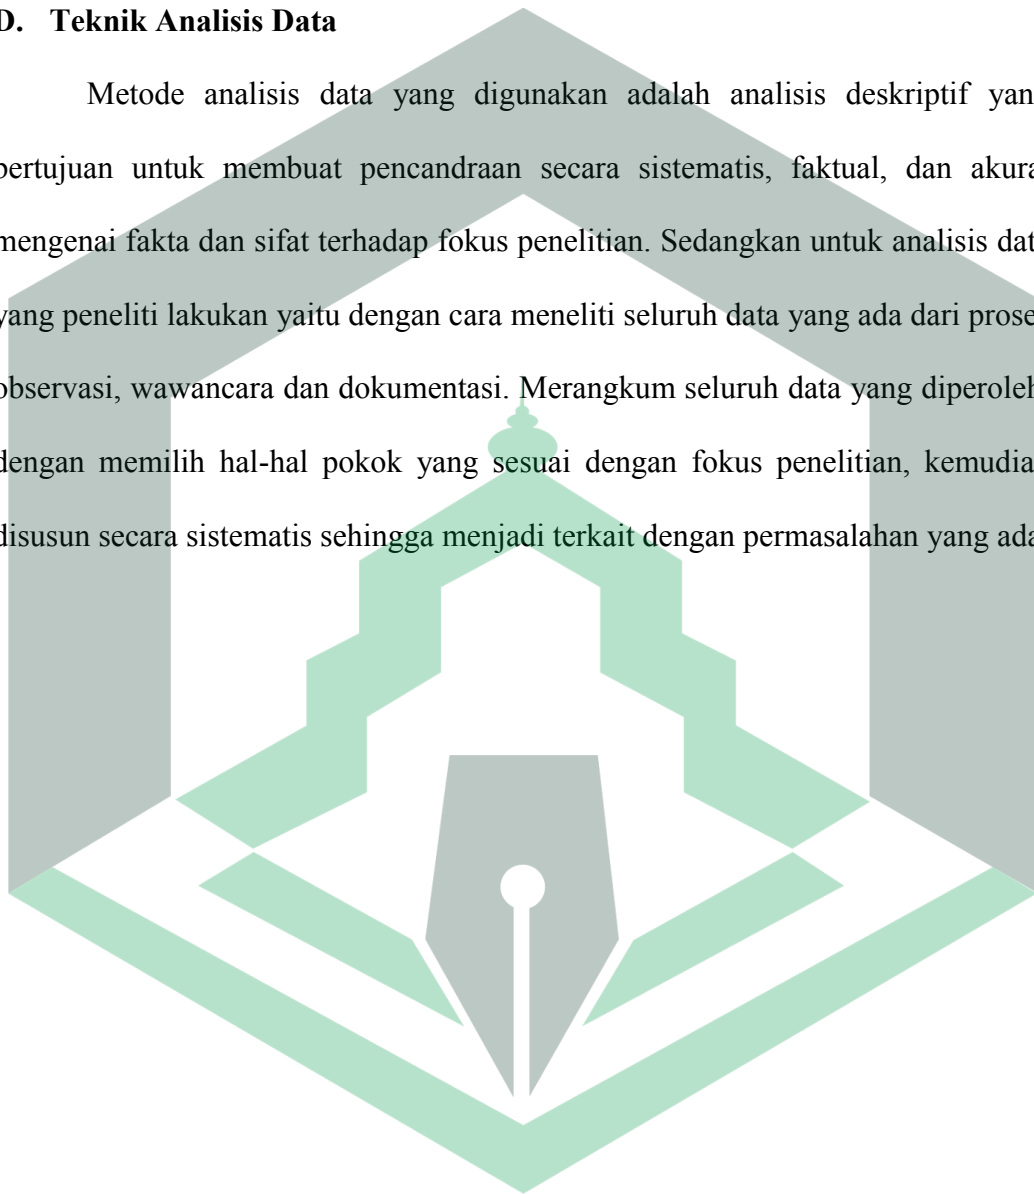 D. Teknik Analisis Data
Metode analisis data yang digunakan adalah analisis deskriptif yan
bertujuan untuk membuat pencandraan secara sistematis, faktual, dan akura
mengenai fakta dan sifat terhadap fokus penelitian. Sedangkan untuk analisis dat
yang peneliti lakukan yaitu dengan cara meneliti seluruh data yang ada dari prose
observasi, wawancara dan dokumentasi. Merangkum seluruh data yang diperoleh
dengan memilih hal-hal pokok yang sesuai dengan fokus penelitian, kemudia
disusun secara sistematis sehingga menjadi terkait dengan permasalahan yang ada